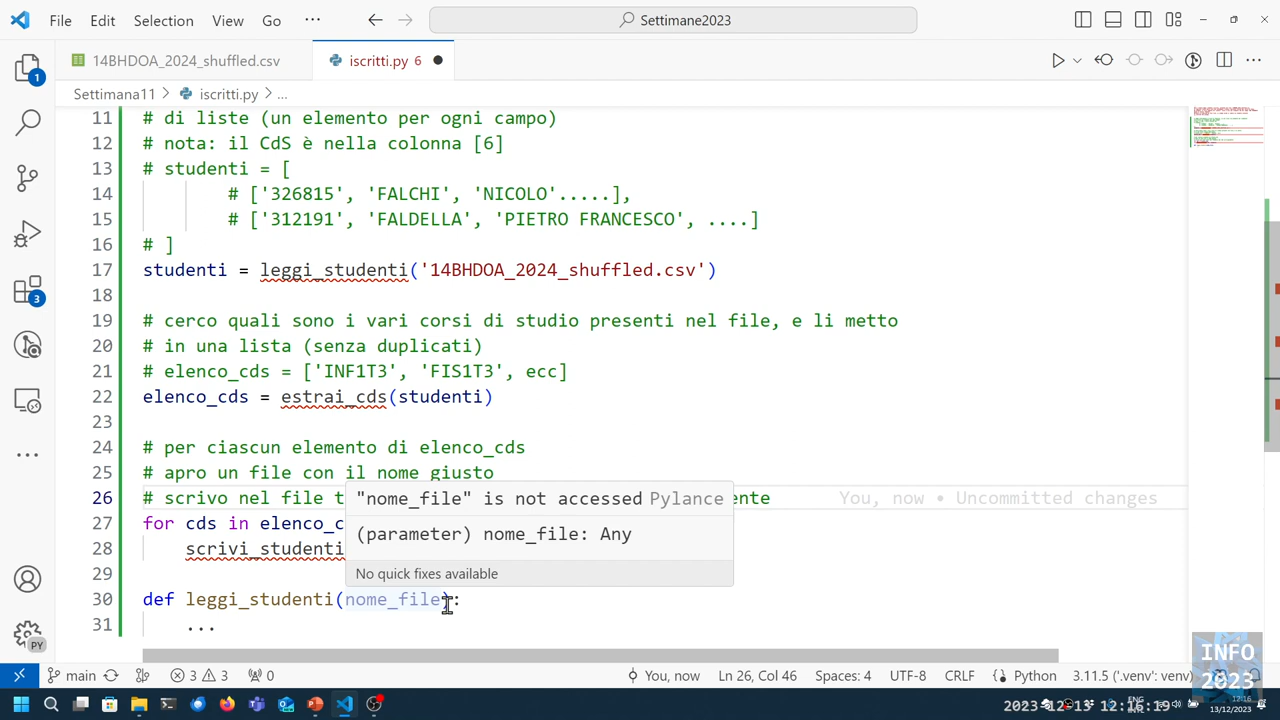 File Edit Selection View Go ··· Settimane2023
14BHDOA_2024_shuffled.csv iscritti.py 6
Settimana11 > iscritti.py > ...
11 # di liste (un elemento per ogni campo)
12 # nota: il CdS è nella colonna [6]
13 # studenti = [
14 # ['326815', 'FALCHI', 'NICOLO'.....],
15 # ['312191', 'FALDELLA', 'PIETRO FRANCESCO', ....]
16 # ]
17 studenti = leggi_studenti('14BHDOA_2024_shuffled.csv')
18
19 # cerco quali sono i vari corsi di studio presenti nel file, e li metto
20 # in una lista (senza duplicati)
21 # elenco_cds = ['INF1T3', 'FIS1T3', ecc]
22 elenco_cds = estrai_cds(studenti)
23
24 # per ciascun elemento di elenco_cds
25 # apro un file con il nome giusto
26 # scrivo nel file t nte You, now • Uncommitted changes
"nome_file" is not accessed Pylance
27 for cds in elenco_c
(parameter) nome_file: Any
28 scrivi_studenti
No quick fixes available
29
30 def leggi_studenti(nome_file):
31 ...
1
3
PY
INFO
2023
main 3 3 0 You, now Ln 26, Col 46 Spaces: 4 UTF-8 CRLF Python 3.11.5 ('.venv': venv)
ENG
12:16
13/12/2023